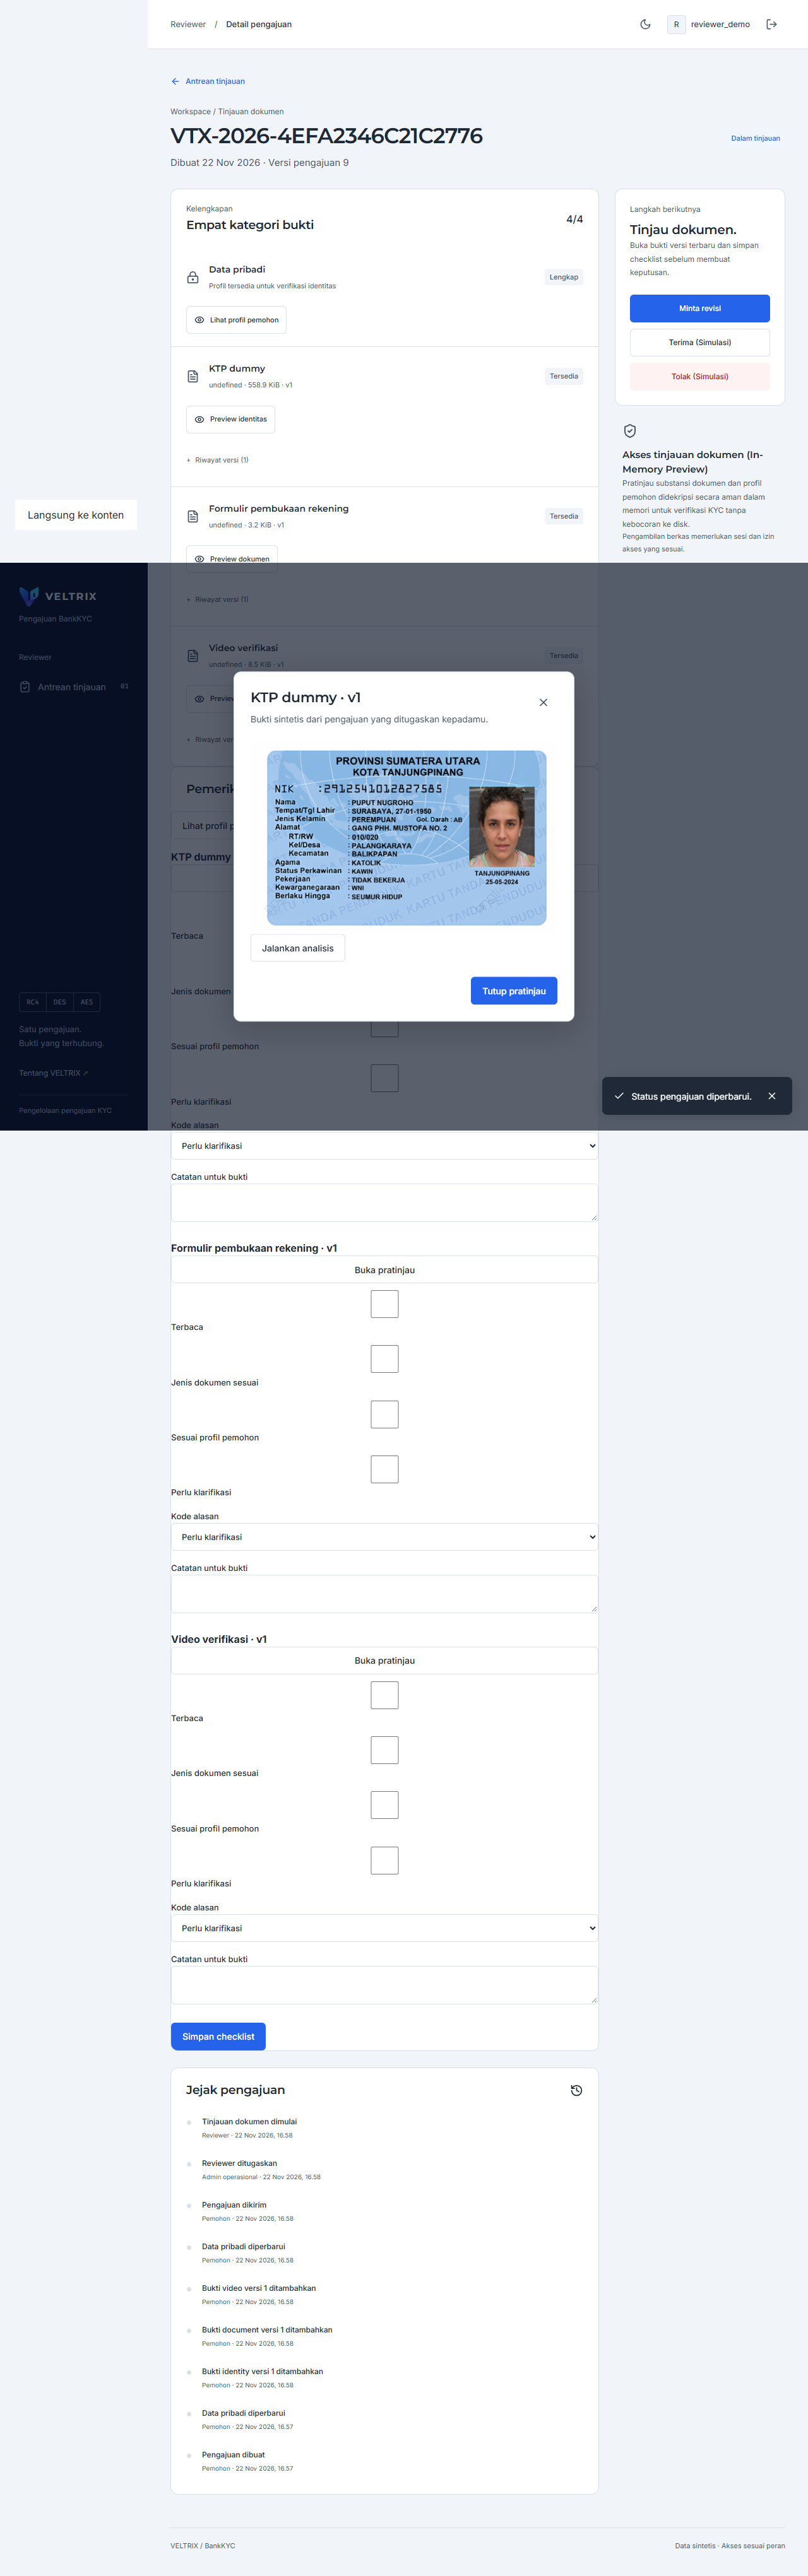 Reviewer / Detail pengajuan
R reviewer_demo
Antrean tinjauan
Workspace / Tinjauan dokumen
VTX-2026-4EFA2346C21C2776
Dalam tinjauan
Dibuat 22 Nov 2026 · Versi pengajuan 9
Kelengkapan
Empat kategori bukti
4/4
Data pribadi
Profil tersedia untuk verifikasi identitas
Lengkap
Lihat profil pemohon
KTP dummy
undefined · 558.9 KiB · v1
Tersedia
Preview identitas
+ Riwayat versi (1)
Formulir pembukaan rekening
undefined · 3.2 KiB · v1
Tersedia
Preview dokumen
+ Riwayat versi (1)
Video verifikasi
undefined · 8.5 KiB · v1
Tersedia
Langkah berikutnya
Tinjau dokumen.
Buka bukti versi terbaru dan simpan
checklist sebelum membuat
keputusan.
Minta revisi
Terima (Simulasi)
Tolak (Simulasi)
Akses tinjauan dokumen (In-
Memory Preview)
Pratinjau substansi dokumen dan profil
pemohon didekripsi secara aman dalam
memori untuk verifikasi KYC tanpa
kebocoran ke disk.
Pengambilan berkas memerlukan sesi dan izin
akses yang sesuai.
Langsung ke konten
VELTRIX
Pengajuan BankKYC
Reviewer
Antrean tinjauan 01
RC4 DES AES
Satu pengajuan.
Bukti yang terhubung.
Tentang VELTRIX ↗
Pengelolaan pengajuan KYC
KTP dummy · v1
Bukti sintetis dari pengajuan yang ditugaskan kepadamu.
PROVINSI SUMATERA UTARA
KOTA TANJUNGPINANG
NIK :2912541012827585
Nama : PUPUT NUGROHO
Tempat/Tgl Lahir : SURABAYA, 27-01-1950
Jenis Kelamin : PEREMPUAN Gol. Darah : AB
Alamat : GANG PHH. MUSTOFA NO. 2
RT/RW : 010/020
Kel/Desa : PALANGKARAYA
Kecamatan : BALIKPAPAN
Agama : KATOLIK
Status Perkawinan : KAWIN
Pekerjaan : TIDAK BEKERJA
Kewarganegaraan : WNI
Berlaku Hingga : SEUMUR HIDUP
TANJUNGPINANG
25-05-2024
Jalankan analisis
Tutup pratinjau
Lihat profil p
KTP dummy
Terbaca
Jenis dokumen
Sesuai profil pemohon
Perlu klarifikasi
Status pengajuan diperbarui.
Kode alasan
Perlu klarifikasi
Catatan untuk bukti
Formulir pembukaan rekening · v1
Buka pratinjau
Terbaca
Jenis dokumen sesuai
Sesuai profil pemohon
Perlu klarifikasi
Kode alasan
Perlu klarifikasi
Catatan untuk bukti
Video verifikasi · v1
Buka pratinjau
Terbaca
Jenis dokumen sesuai
Sesuai profil pemohon
Perlu klarifikasi
Kode alasan
Perlu klarifikasi
Catatan untuk bukti
Simpan checklist
Jejak pengajuan
Tinjauan dokumen dimulai
Reviewer · 22 Nov 2026, 16.58
Reviewer ditugaskan
Admin operasional · 22 Nov 2026, 16.58
Pengajuan dikirim
Pemohon · 22 Nov 2026, 16.58
Data pribadi diperbarui
Pemohon · 22 Nov 2026, 16.58
Bukti video versi 1 ditambahkan
Pemohon · 22 Nov 2026, 16.58
Bukti document versi 1 ditambahkan
Pemohon · 22 Nov 2026, 16.58
Bukti identity versi 1 ditambahkan
Pemohon · 22 Nov 2026, 16.58
Data pribadi diperbarui
Pemohon · 22 Nov 2026, 16.57
Pengajuan dibuat
Pemohon · 22 Nov 2026, 16.57
VELTRIX / BankKYC
Data sintetis · Akses sesuai peran